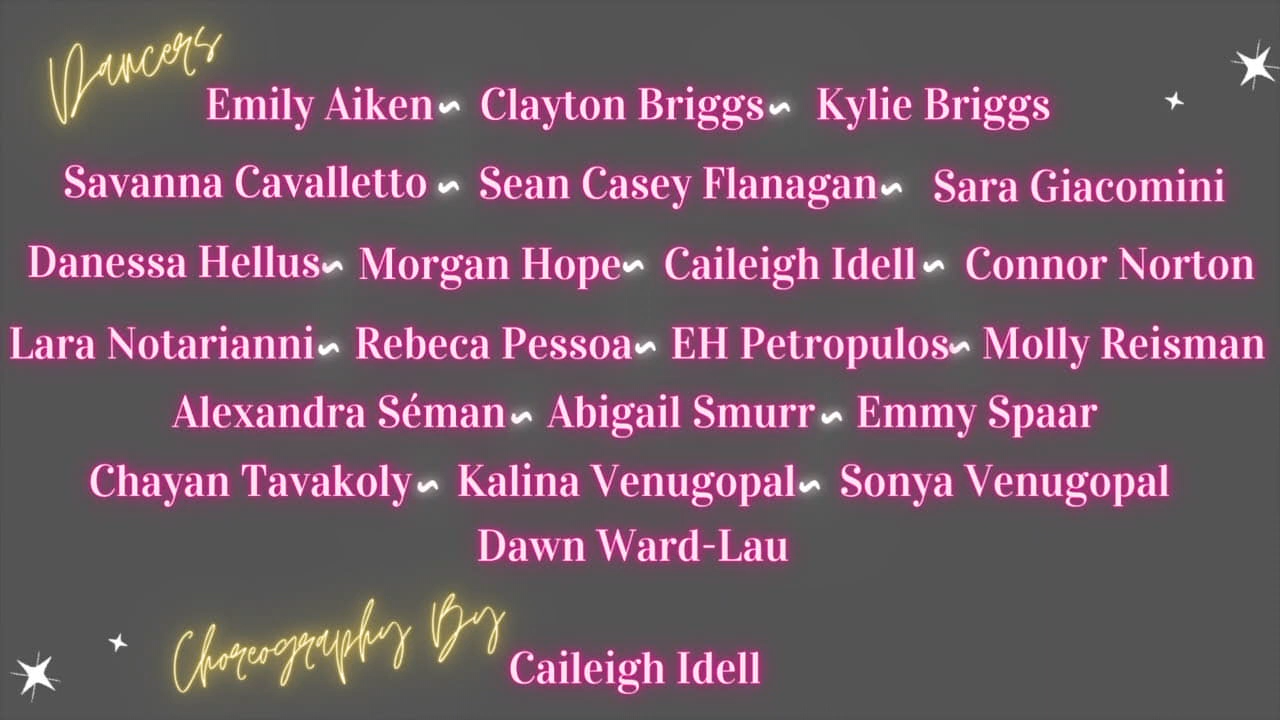 Dancers
Emily Aiken~ Clayton Briggs~ Kylie Briggs
Savanna Cavalletto ~ Sean Casey Flanagan~ Sara Giacomini
Danessa Hellus~ Morgan Hope~ Caileigh Idell ~ Connor Norton
Lara Notarianni~ Rebeca Pessoa~ EH Petropulos~ Molly Reisman
Alexandra Séman~ Abigail Smurr ~ Emmy Spaar
Chayan Tavakoly~ Kalina Venugopal~ Sonya Venugopal
Dawn Ward-Lau
Choreography By
Caileigh Idell